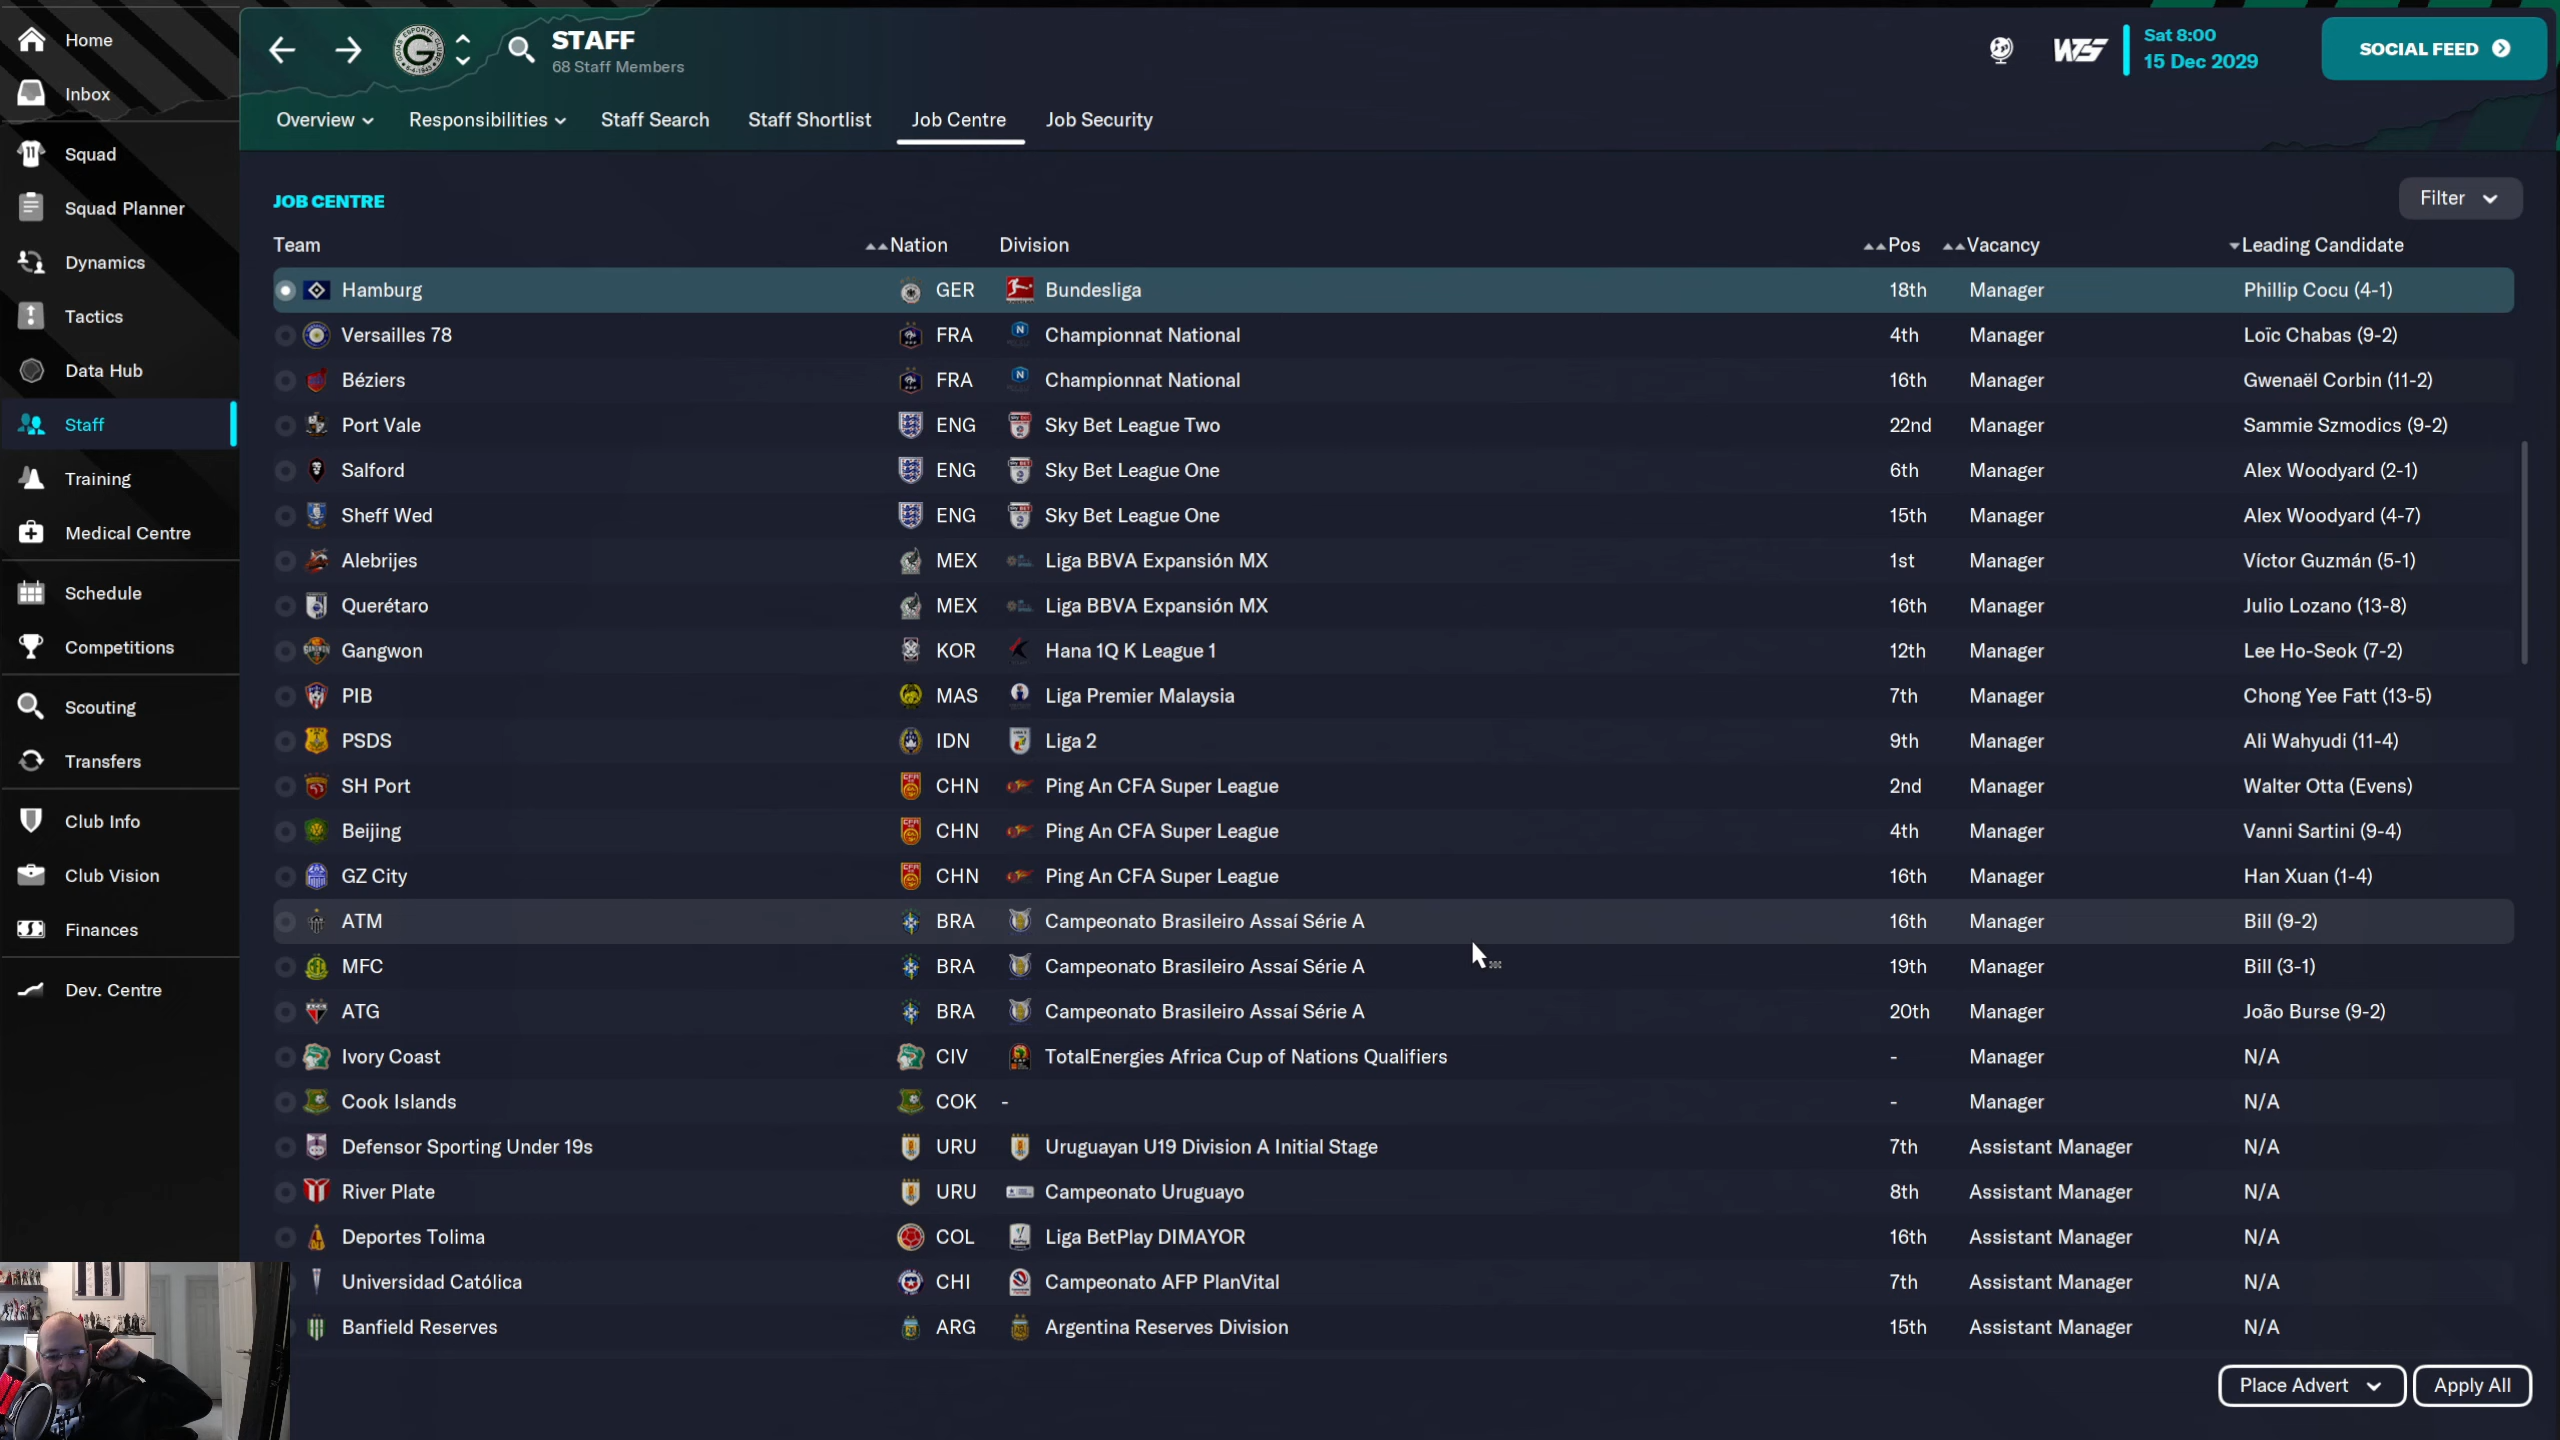 Home
Inbox
Squad
Squad Planner
Dynamics
Tactics
Data Hub
Staff
Training
Medical Centre
Schedule
Competitions
Scouting
Transfers
Club Info
Club Vision
Finances
Dev. Centre
STAFF
68 Staff Members
Sat 8:00
15 Dec 2029
SOCIAL FEED
Overview Responsibilities Staff Search Staff Shortlist Job Centre Job Security
JOB CENTRE
Filter
Team Nation Division Pos Vacancy Leading Candidate
Hamburg GER Bundesliga 18th Manager Phillip Cocu (4-1)
Versailles 78 FRA Championnat National 4th Manager Loïc Chabas (9-2)
Béziers FRA Championnat National 16th Manager Gwenaël Corbin (11-2)
Port Vale ENG Sky Bet League Two 22nd Manager Sammie Szmodics (9-2)
Salford ENG Sky Bet League One 6th Manager Alex Woodyard (2-1)
Sheff Wed ENG Sky Bet League One 15th Manager Alex Woodyard (4-7)
Alebrijes MEX Liga BBVA Expansión MX 1st Manager Víctor Guzmán (5-1)
Querétaro MEX Liga BBVA Expansión MX 16th Manager Julio Lozano (13-8)
Gangwon KOR Hana 1Q K League 1 12th Manager Lee Ho-Seok (7-2)
PIB MAS Liga Premier Malaysia 7th Manager Chong Yee Fatt (13-5)
PSDS IDN Liga 2 9th Manager Ali Wahyudi (11-4)
SH Port CHN Ping An CFA Super League 2nd Manager Walter Otta (Evens)
Beijing CHN Ping An CFA Super League 4th Manager Vanni Sartini (9-4)
GZ City CHN Ping An CFA Super League 16th Manager Han Xuan (1-4)
ATM BRA Campeonato Brasileiro Assaí Série A 16th Manager Bill (9-2)
MFC BRA Campeonato Brasileiro Assaí Série A 19th Manager Bill (3-1)
ATG BRA Campeonato Brasileiro Assaí Série A 20th Manager João Burse (9-2)
Ivory Coast CIV TotalEnergies Africa Cup of Nations Qualifiers - Manager N/A
Cook Islands COK - - Manager N/A
Defensor Sporting Under 19s URU Uruguayan U19 Division A Initial Stage 7th Assistant Manager N/A
River Plate URU Campeonato Uruguayo 8th Assistant Manager N/A
Deportes Tolima COL Liga BetPlay DIMAYOR 16th Assistant Manager N/A
Universidad Católica CHI Campeonato AFP PlanVital 7th Assistant Manager N/A
Banfield Reserves ARG Argentina Reserves Division 15th Assistant Manager N/A
Place Advert Apply All